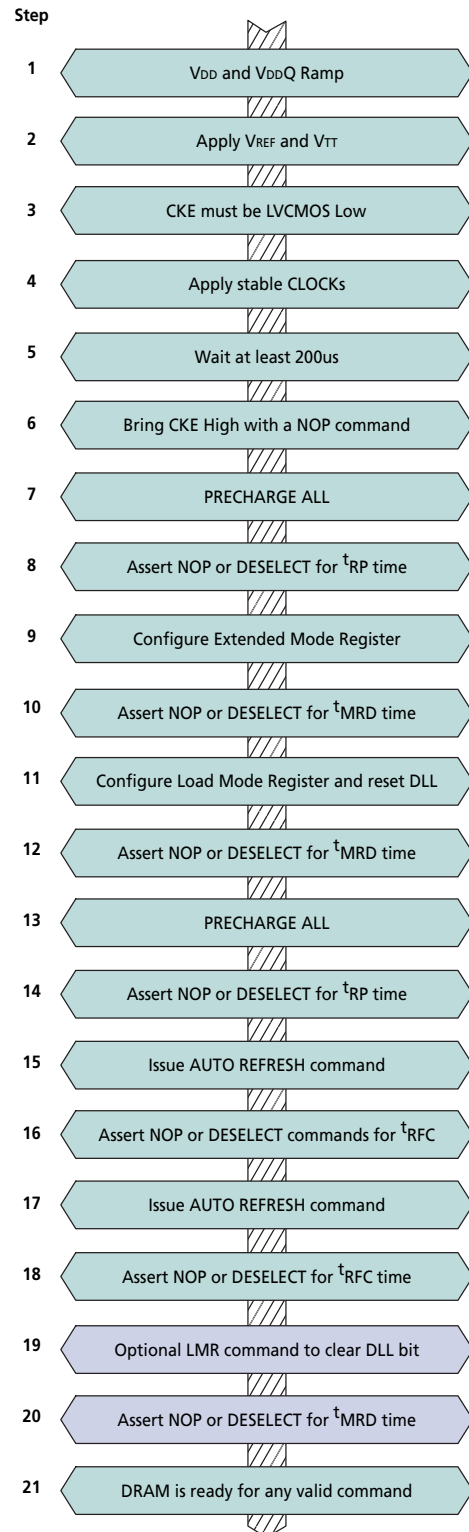 Step
1 VDD and VDDQ Ramp
2 Apply VREF and VTT
3 CKE must be LVCMOS Low
4 Apply stable CLOCKs
5 Wait at least 200us
6 Bring CKE High with a NOP command
7 PRECHARGE ALL
8 Assert NOP or DESELECT for tRP time
9 Configure Extended Mode Register
10 Assert NOP or DESELECT for tMRD time
11 Configure Load Mode Register and reset DLL
12 Assert NOP or DESELECT for tMRD time
13 PRECHARGE ALL
14 Assert NOP or DESELECT for tRP time
15 Issue AUTO REFRESH command
16 Assert NOP or DESELECT commands for tRFC
17 Issue AUTO REFRESH command
18 Assert NOP or DESELECT for tRFC time
19 Optional LMR command to clear DLL bit
20 Assert NOP or DESELECT for tMRD time
21 DRAM is ready for any valid command